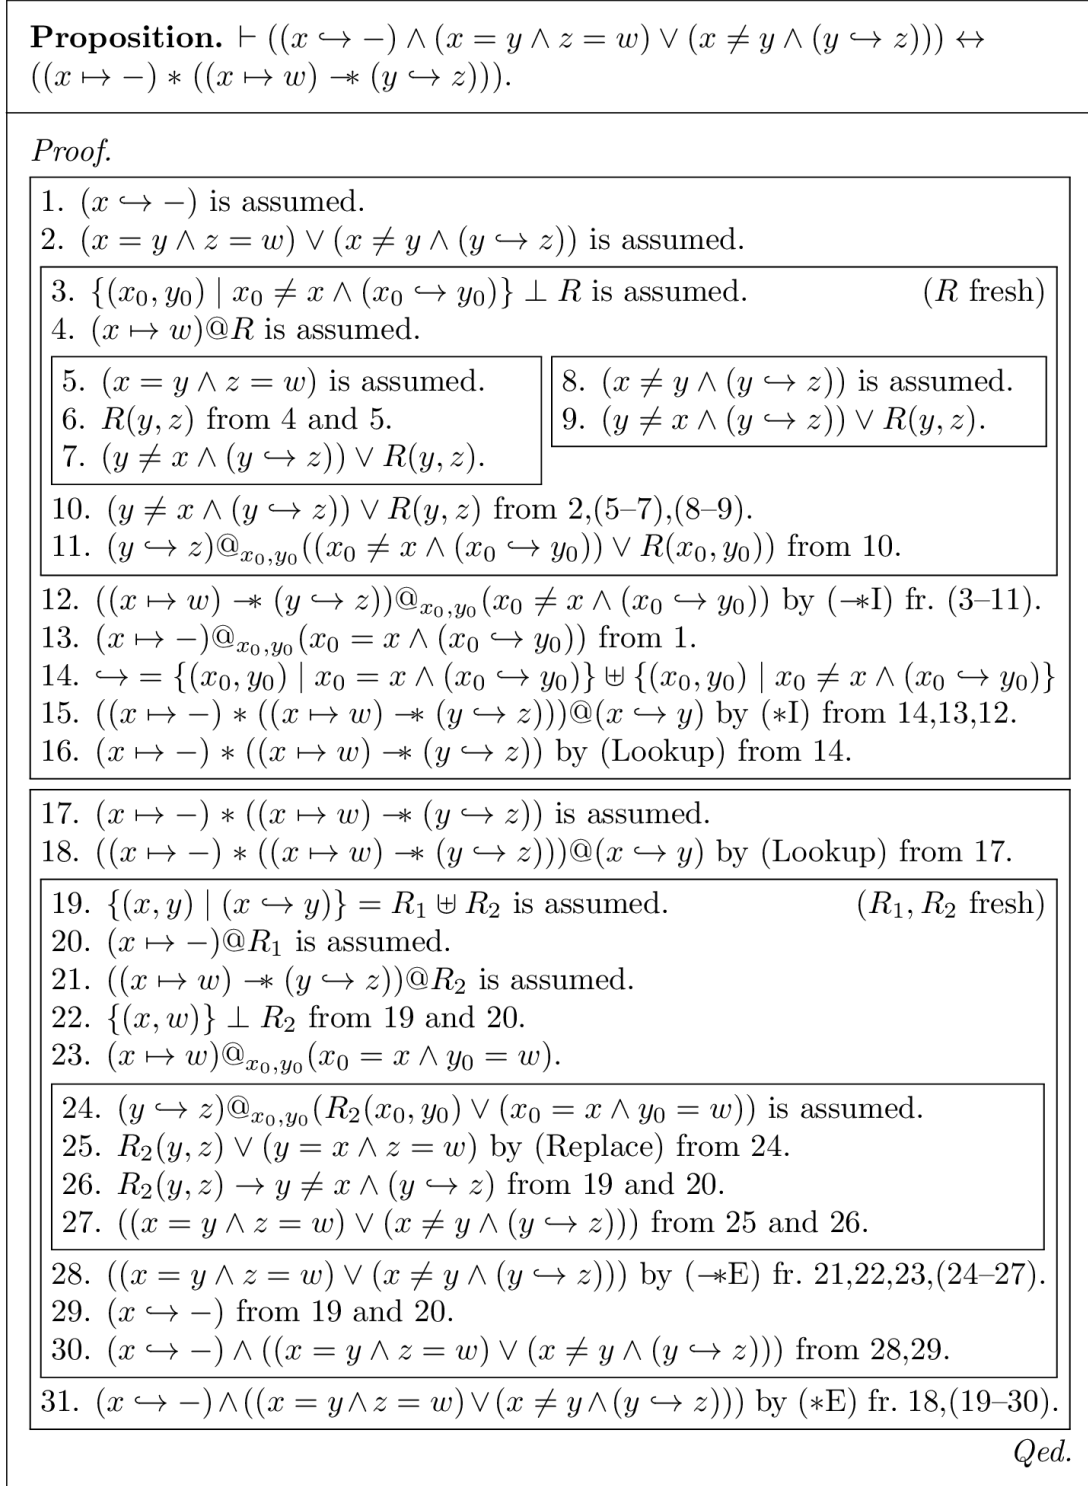 Proposition. ⊢ ((x ↪ −) ∧ (x = y ∧ z = w) ∨ (x ≠ y ∧ (y ↪ z))) ↔
((x ↦ −) ∗ ((x ↦ w) −∗ (y ↪ z))).
Proof.
1. (x ↪ −) is assumed.
2. (x = y ∧ z = w) ∨ (x ≠ y ∧ (y ↪ z)) is assumed.
3. {(x₀, y₀) | x₀ ≠ x ∧ (x₀ ↪ y₀)} ⊥ R is assumed. (R fresh)
4. (x ↦ w)@R is assumed.
5. (x = y ∧ z = w) is assumed.
6. R(y, z) from 4 and 5.
7. (y ≠ x ∧ (y ↪ z)) ∨ R(y, z).
8. (x ≠ y ∧ (y ↪ z)) is assumed.
9. (y ≠ x ∧ (y ↪ z)) ∨ R(y, z).
10. (y ≠ x ∧ (y ↪ z)) ∨ R(y, z) from 2,(5–7),(8–9).
11. (y ↪ z)@_{x₀,y₀}((x₀ ≠ x ∧ (x₀ ↪ y₀)) ∨ R(x₀, y₀)) from 10.
12. ((x ↦ w) −∗ (y ↪ z))@_{x₀,y₀}(x₀ ≠ x ∧ (x₀ ↪ y₀)) by (−∗I) fr. (3–11).
13. (x ↦ −)@_{x₀,y₀}(x₀ = x ∧ (x₀ ↪ y₀)) from 1.
14. ↪ = {(x₀, y₀) | x₀ = x ∧ (x₀ ↪ y₀)} ⊎ {(x₀, y₀) | x₀ ≠ x ∧ (x₀ ↪ y₀)}
15. ((x ↦ −) ∗ ((x ↦ w) −∗ (y ↪ z)))@(x ↪ y) by (∗I) from 14,13,12.
16. (x ↦ −) ∗ ((x ↦ w) −∗ (y ↪ z)) by (Lookup) from 14.
17. (x ↦ −) ∗ ((x ↦ w) −∗ (y ↪ z)) is assumed.
18. ((x ↦ −) ∗ ((x ↦ w) −∗ (y ↪ z)))@(x ↪ y) by (Lookup) from 17.
19. {(x, y) | (x ↪ y)} = R₁ ⊎ R₂ is assumed. (R₁, R₂ fresh)
20. (x ↦ −)@R₁ is assumed.
21. ((x ↦ w) −∗ (y ↪ z))@R₂ is assumed.
22. {(x, w)} ⊥ R₂ from 19 and 20.
23. (x ↦ w)@_{x₀,y₀}(x₀ = x ∧ y₀ = w).
24. (y ↪ z)@_{x₀,y₀}(R₂(x₀, y₀) ∨ (x₀ = x ∧ y₀ = w)) is assumed.
25. R₂(y, z) ∨ (y = x ∧ z = w) by (Replace) from 24.
26. R₂(y, z) → y ≠ x ∧ (y ↪ z) from 19 and 20.
27. ((x = y ∧ z = w) ∨ (x ≠ y ∧ (y ↪ z))) from 25 and 26.
28. ((x = y ∧ z = w) ∨ (x ≠ y ∧ (y ↪ z))) by (−∗E) fr. 21,22,23,(24–27).
29. (x ↪ −) from 19 and 20.
30. (x ↪ −) ∧ ((x = y ∧ z = w) ∨ (x ≠ y ∧ (y ↪ z))) from 28,29.
31. (x ↪ −) ∧ ((x = y ∧ z = w) ∨ (x ≠ y ∧ (y ↪ z))) by (∗E) fr. 18,(19–30).
Qed.